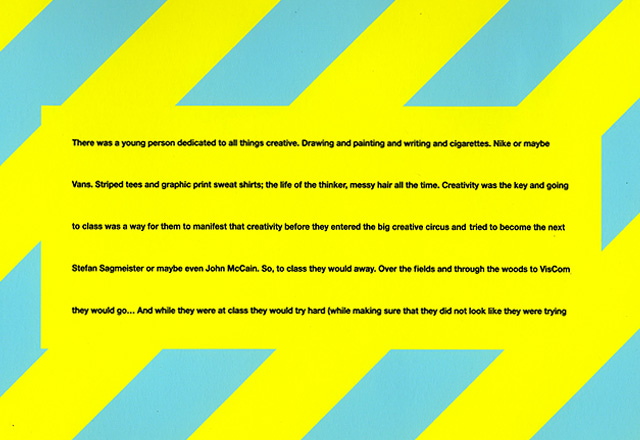 There was a young person dedicated to all things creative. Drawing and painting and writing and cigarettes. Nike or maybe
Vans. Striped tees and graphic print sweat shirts; the life of the thinker, messy hair all the time. Creativity was the key and going
to class was a way for them to manifest that creativity before they entered the big creative circus and tried to become the next
Stefan Sagmeister or maybe even John McCain. So, to class they would away. Over the fields and through the woods to VisCom
they would go... And while they were at class they would try hard (while making sure that they did not look like they were trying